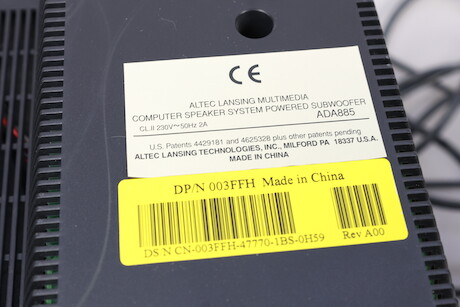 CE
ALTEC LANSING MULTIMEDIA
COMPUTER SPEAKER SYSTEM POWERED SUBWOOFER
CL II 230V~50Hz 2A ADA885
U.S. Patents 4429181 and 4625328 plus other patents pending
ALTEC LANSING TECHNOLOGIES, INC., MILFORD PA 18337 U.S.A.
MADE IN CHINA
DP/N 003FFH Made in China
DS/N CN-003FFH-47770-1BS-0H59 Rev A00